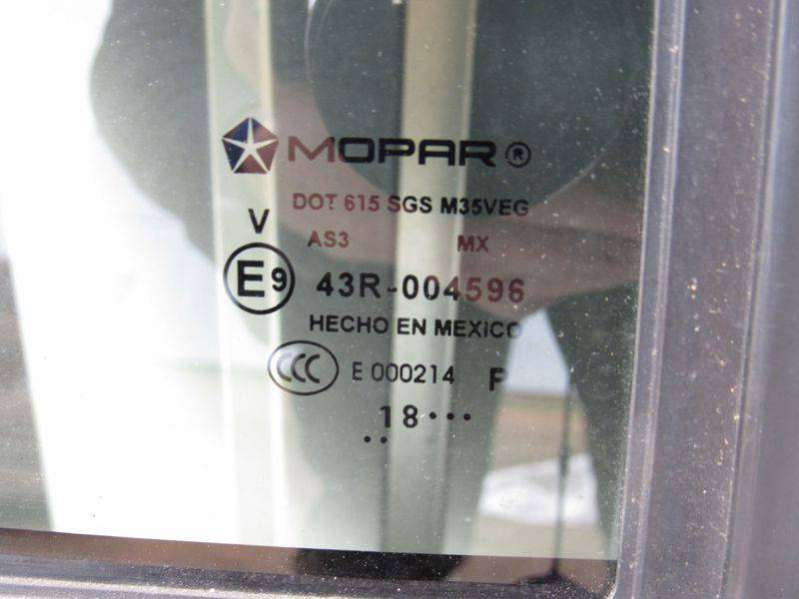 MOPAR®
DOT 615 SGS M35VEG
V
AS3 MX
E9 43R-004596
HECHO EN MEXICO
CCC E 000214 F
18...
..